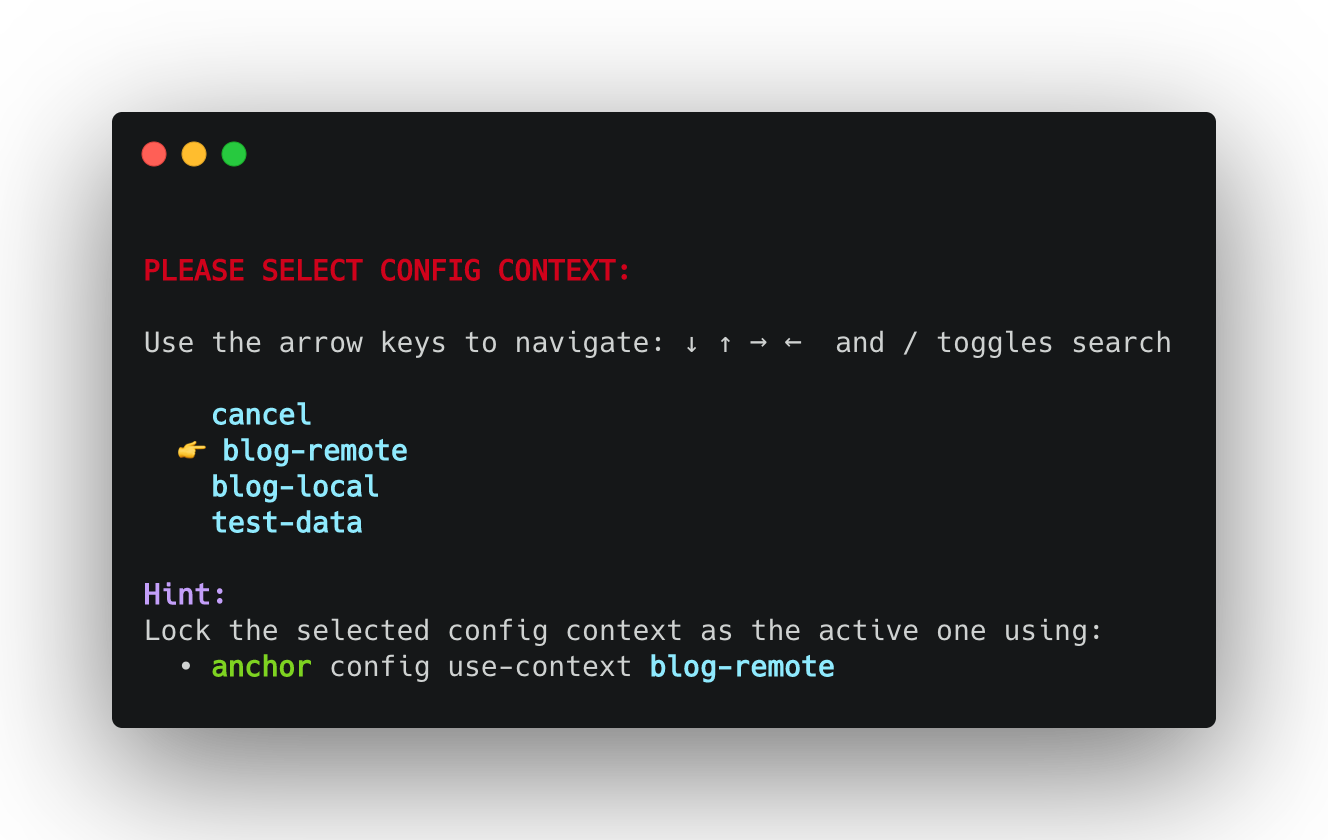 PLEASE SELECT CONFIG CONTEXT:
Use the arrow keys to navigate: ↓ ↑ → ← and / toggles search
cancel
👉 blog-remote
blog-local
test-data
Hint:
Lock the selected config context as the active one using:
• anchor config use-context blog-remote